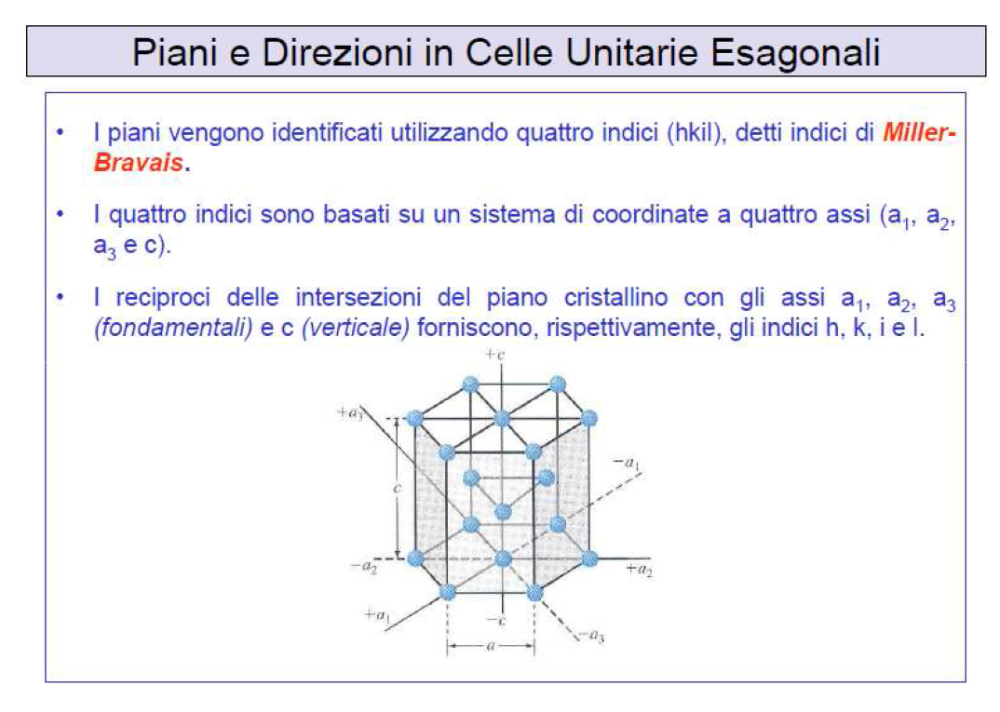 Piani e Direzioni in Celle Unitarie Esagonali
• I piani vengono identificati utilizzando quattro indici (hkil), detti indici di Miller-
Bravais.
• I quattro indici sono basati su un sistema di coordinate a quattro assi (a₁, a₂,
a₃ e c).
• I reciproci delle intersezioni del piano cristallino con gli assi a₁, a₂, a₃
(fondamentali) e c (verticale) forniscono, rispettivamente, gli indici h, k, i e l.
+c
+a₃
−a₁
c
−a₂
+a₂
+a₁
−c
−a₃
a